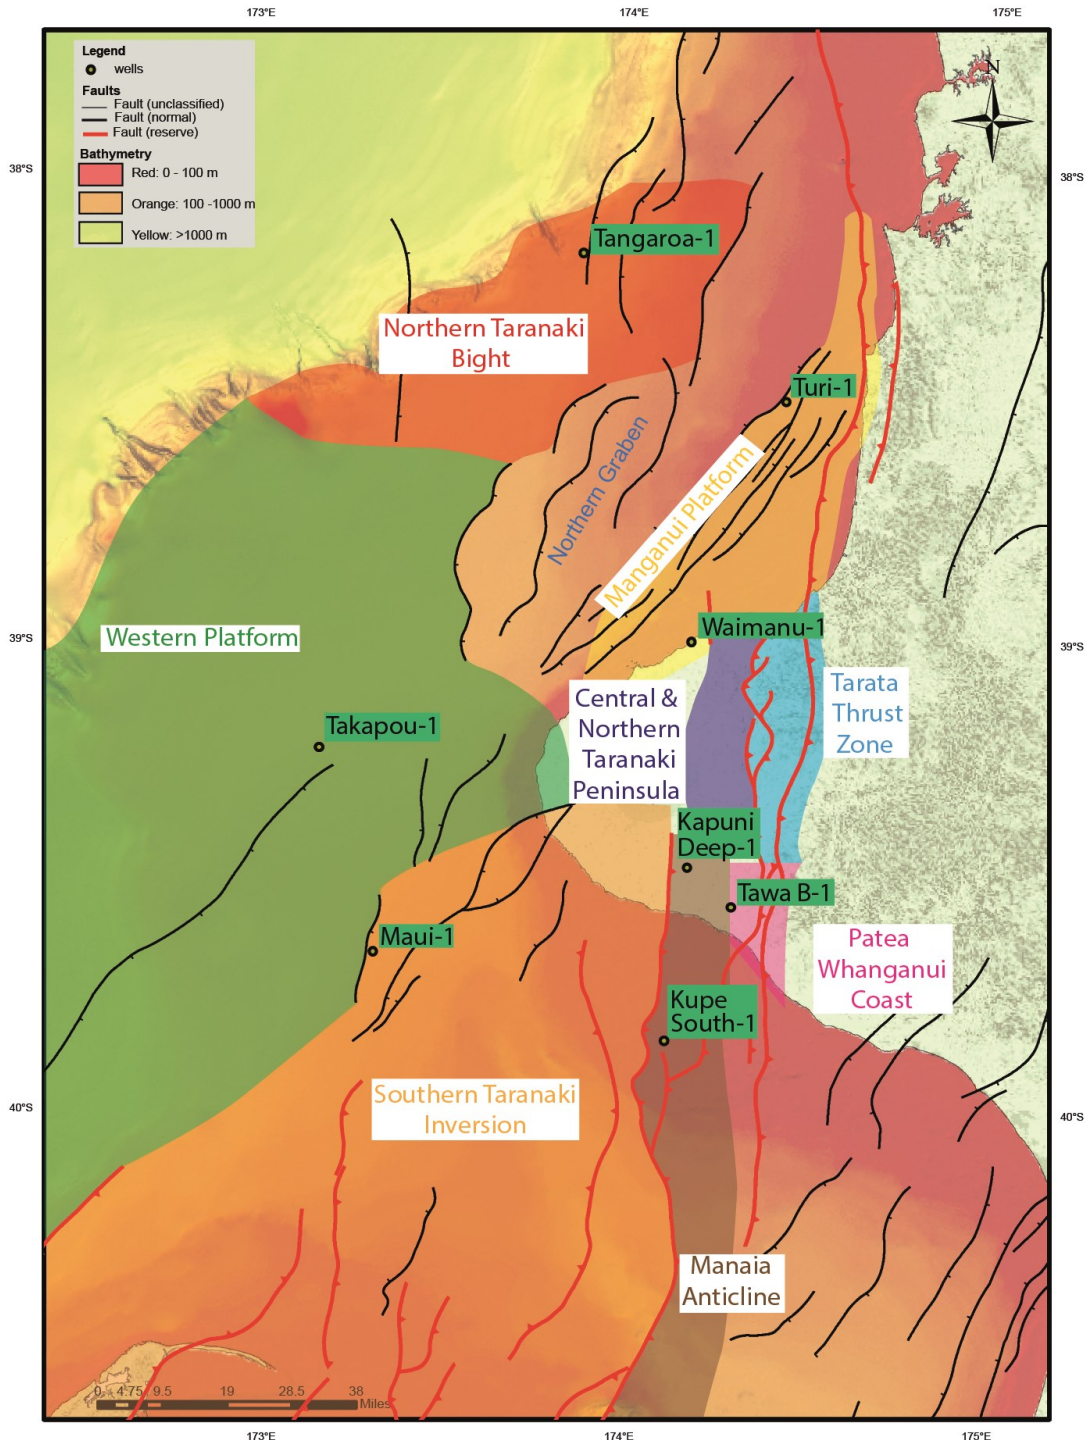 173°E
174°E
175°E
Legend
wells
Faults
Fault (unclassified)
Fault (normal)
Fault (reserve)
Bathymetry
Red: 0 - 100 m
Orange: 100 -1000 m
Yellow: >1000 m
N
38°S
38°S
Tangaroa-1
Northern Taranaki
Bight
Turi-1
Northern Graben
Manganui Platform
39°S
Western Platform
Waimanu-1
39°S
Central &
Northern
Taranaki
Peninsula
Tarata
Thrust
Zone
Takapou-1
Kapuni
Deep-1
Tawa B-1
Maui-1
Patea
Whanganui
Coast
Kupe
South-1
40°S
Southern Taranaki
Inversion
40°S
Manaia
Anticline
0 4.75 9.5 19 28.5 38
Miles
173°E
174°E
175°E